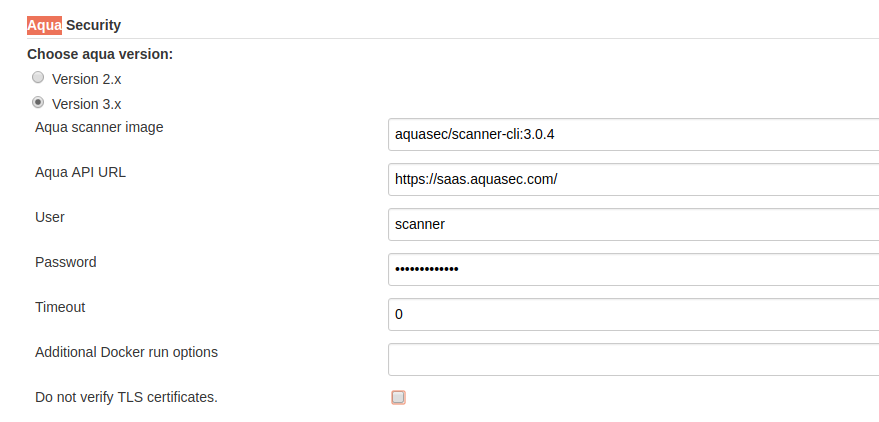 Aqua Security
Choose aqua version:
Version 2.x
Version 3.x
Aqua scanner image
aquasec/scanner-cli:3.0.4
Aqua API URL
https://saas.aquasec.com/
User
scanner
Password
•••••••••••••
Timeout
0
Additional Docker run options
Do not verify TLS certificates.